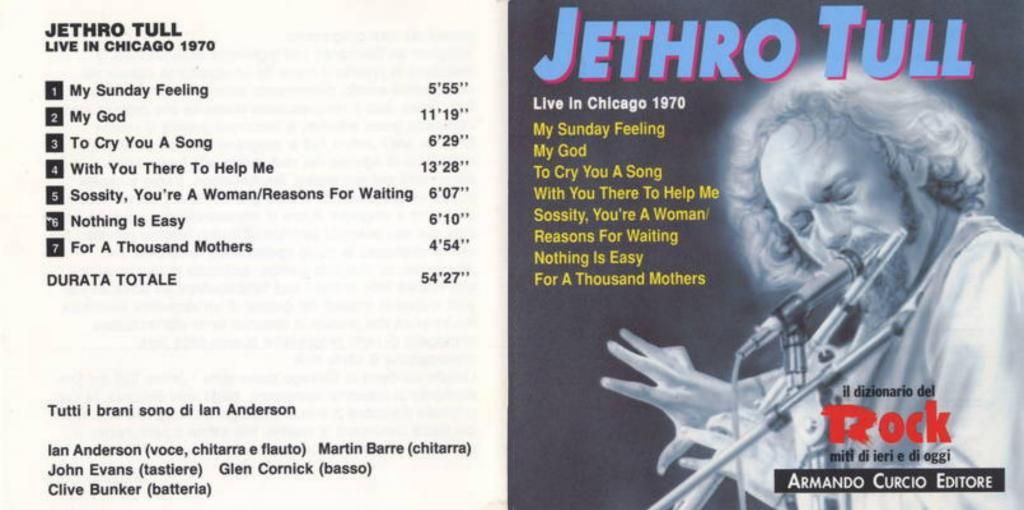 JETHRO TULL
LIVE IN CHICAGO 1970
1 My Sunday Feeling 5'55''
2 My God 11'19''
3 To Cry You A Song 6'29''
4 With You There To Help Me 13'28''
5 Sossity, You're A Woman/Reasons For Waiting 6'07''
6 Nothing Is Easy 6'10''
7 For A Thousand Mothers 4'54''
DURATA TOTALE 54'27''
Tutti i brani sono di Ian Anderson
Ian Anderson (voce, chitarra e flauto) Martin Barre (chitarra)
John Evans (tastiere) Glen Cornick (basso)
Clive Bunker (batteria)
JETHRO TULL
Live in Chicago 1970
My Sunday Feeling
My God
To Cry You A Song
With You There To Help Me
Sossity, You're A Woman/
Reasons For Waiting
Nothing Is Easy
For A Thousand Mothers
il dizionario del
Rock
miti di ieri e di oggi
ARMANDO CURCIO EDITORE